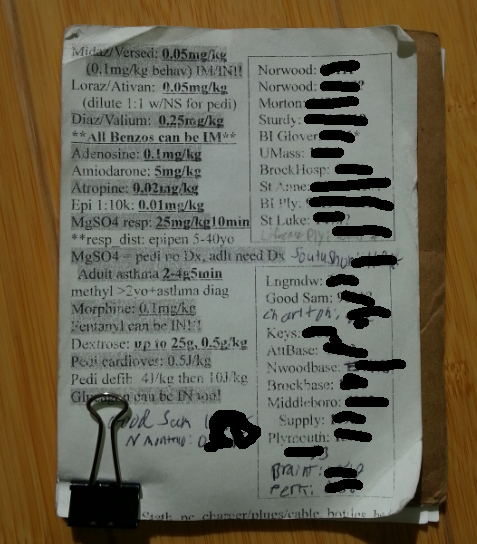 Midaz/Versed: 0.05mg/kg
(0.1mg/kg behav) IM/IN!!
Loraz/Ativan: 0.05mg/kg
(dilute 1:1 w/NS for pedi)
Diaz/Valium: 0.25mg/kg
**All Benzos can be IM**
Adenosine: 0.1mg/kg
Amiodarone: 5mg/kg
Atropine: 0.02mg/kg
Epi 1:10k: 0.01mg/kg
MgSO4 resp: 25mg/kg10min
**resp_dist: epipen 5-40yo
MgSO4 = pedi no Dx, adlt need Dx
Adult asthma 2-4g5min
methyl >2yo+asthma diag
Morphine: 0.1mg/kg
Fentanyl can be IN!!!
Dextrose: up to 25g, 0.5g/kg
Pedi cardiover: 0.5J/kg
Pedi defib: 4J/kg then 10J/kg
Glucagon can be IN too!
Good Sam
Norwood:
Norwood:
Morton:
Sturdy:
BI Glover:
UMass:
BrockHosp:
St Anne:
BI Ply:
St Luke:
Lngmdw:
Good Sam:
Charlton:
Keys:
AttBase:
Nwoodbase:
Brockbase:
Middleboro:
Supply:
Plymouth:
Braint:
pc charger/plugs/cable bottles